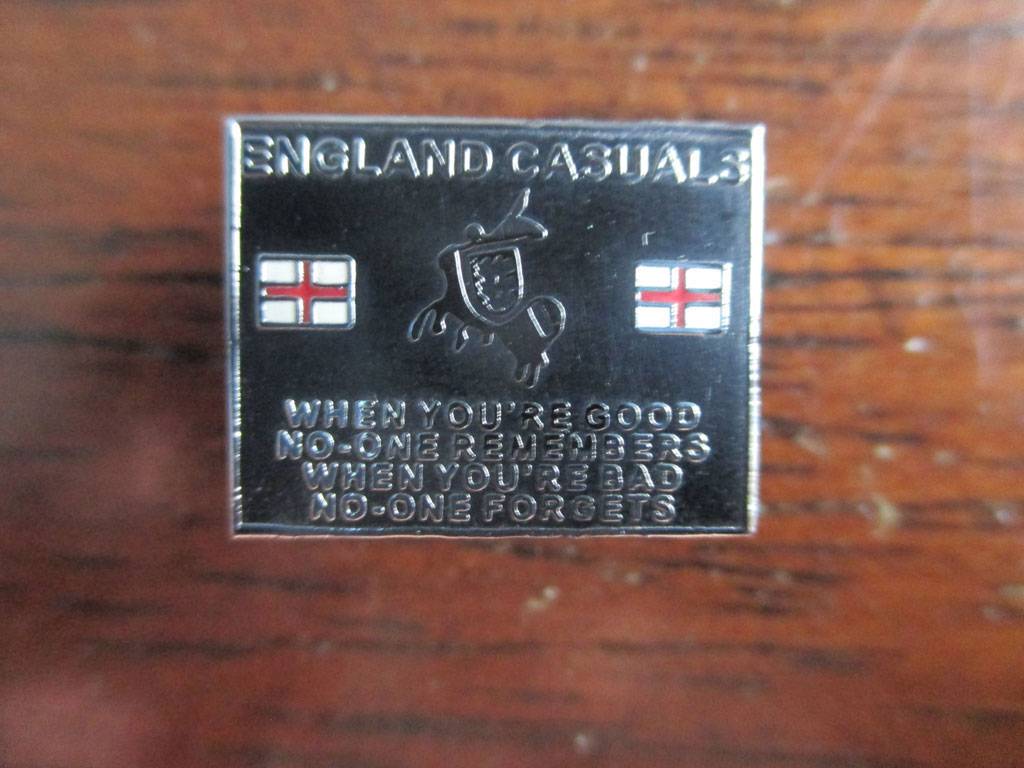 ENGLAND CASUALS
WHEN YOU'RE GOOD
NO-ONE REMEMBERS
WHEN YOU'RE BAD
NO-ONE FORGETS